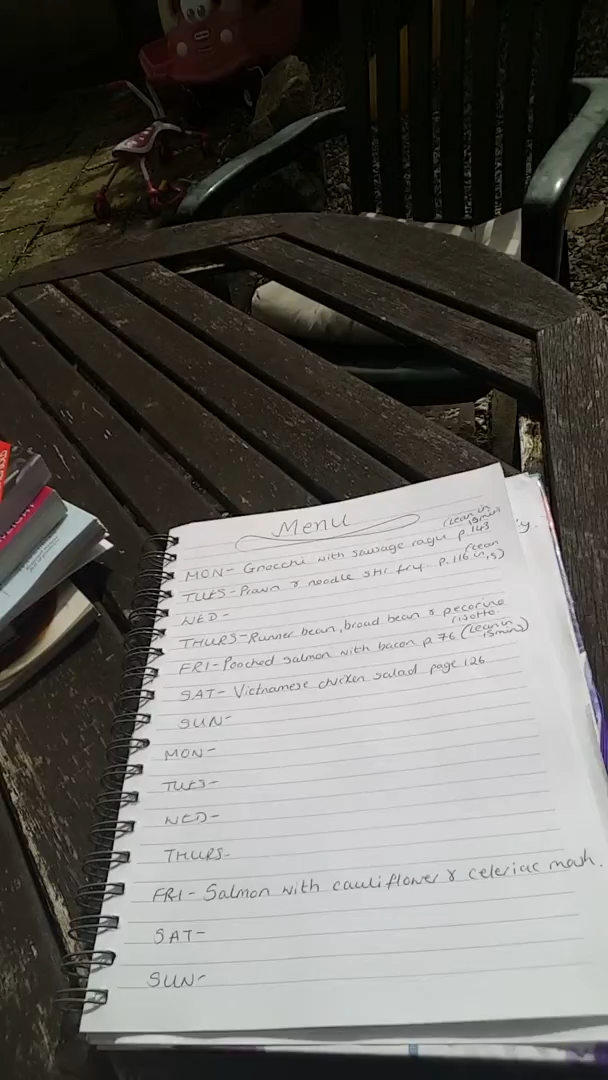 Menu
MON- Gnocchi with sausage ragu p 143 (Lean in 15mins
TUES- Prawn & noodle stir fry - p.116 (Lean in 15)
WED-
THURS- Runner bean, broad bean & pecorino risotto.
FRI- Poached salmon with bacon p 76 (Lean in 15mins)
SAT- Vietnamese chicken salad page 126
SUN-
MON-
TUES-
WED-
THURS-
FRI- Salmon with cauliflower & celeriac mash.
SAT-
SUN-